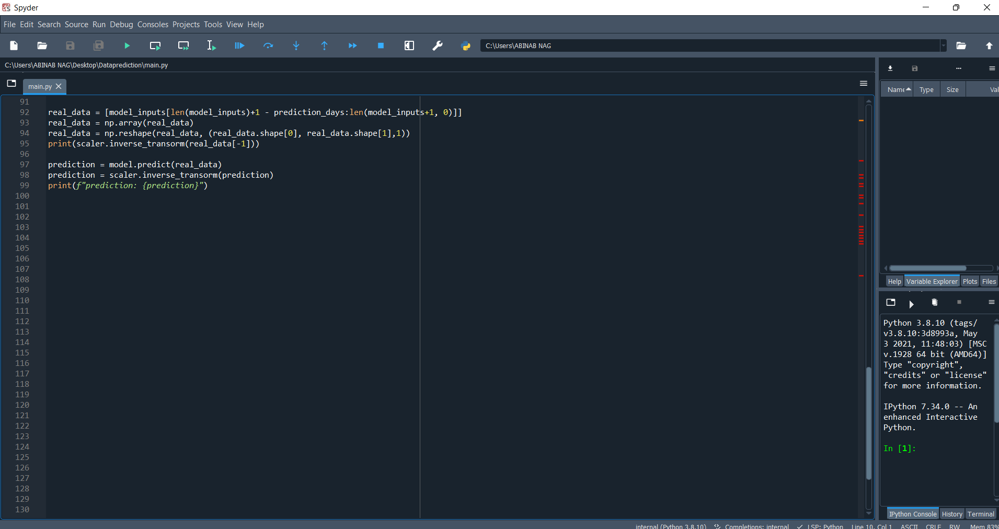 Spyder
File Edit Search Source Run Debug Consoles Projects Tools View Help
C:\Users\ABINAB NAG
C:\Users\ABINAB NAG\Desktop\Dataprediction\main.py
main.py
91
92 real_data = [model_inputs[len(model_inputs)+1 - prediction_days:len(model_inputs+1, 0)]]
93 real_data = np.array(real_data)
94 real_data = np.reshape(real_data, (real_data.shape[0], real_data.shape[1],1))
95 print(scaler.inverse_transorm(real_data[-1]))
96
97 prediction = model.predict(real_data)
98 prediction = scaler.inverse_transorm(prediction)
99 print(f"prediction: {prediction}")
100
101
102
103
104
105
106
107
108
109
110
111
112
113
114
115
116
117
118
119
120
121
122
123
124
125
126
127
128
129
130
Name Type Size Val
Help Variable Explorer Plots Files
Python 3.8.10 (tags/
v3.8.10:3d8993a, May
3 2021, 11:48:03) [MSC
v.1928 64 bit (AMD64)]
Type "copyright",
"credits" or "license"
for more information.
IPython 7.34.0 -- An
enhanced Interactive
Python.
In [1]:
IPython Console History Terminal
internal (Python 3.8.10) Completions: internal LSP: Python Line 10, Col 1 ASCII CRLF RW Mem 83%